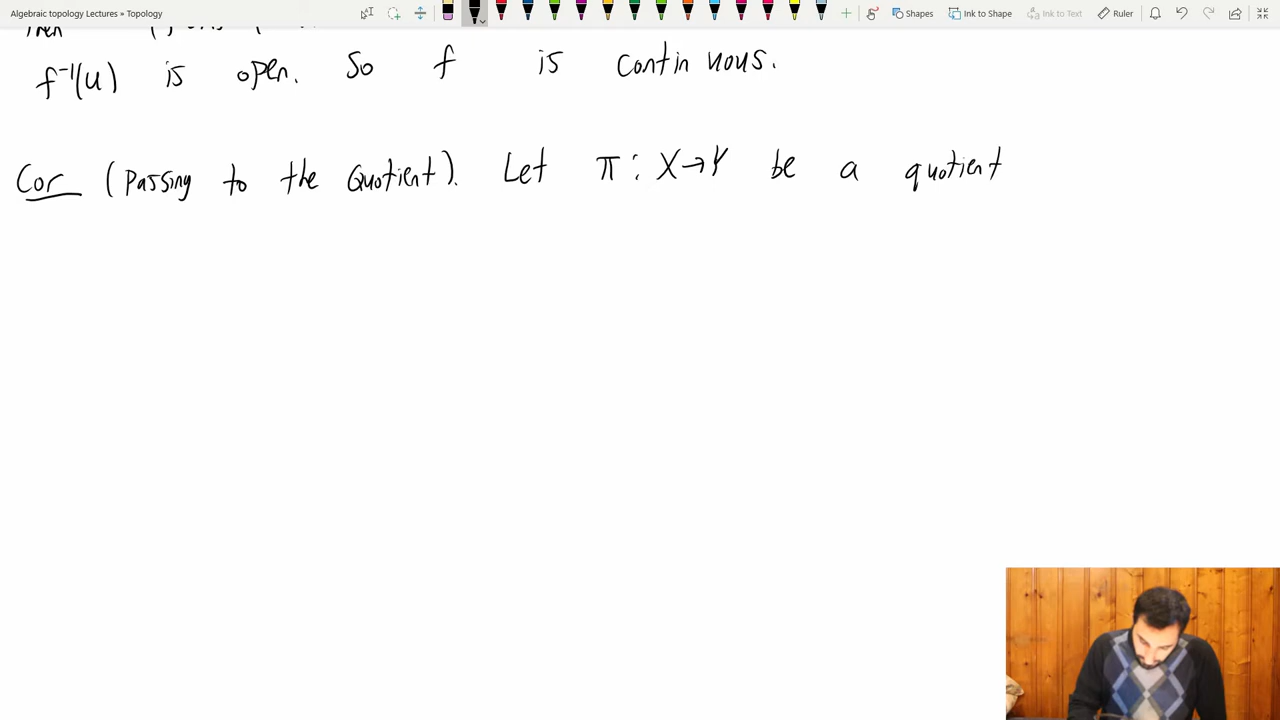 Algebraic topology Lectures » Topology
Shapes Ink to Shape Ink to Text Ruler
Then
f⁻¹(u) is open. So f is continuous.
Cor (Passing to the Quotient). Let π : X→Y be a quotient